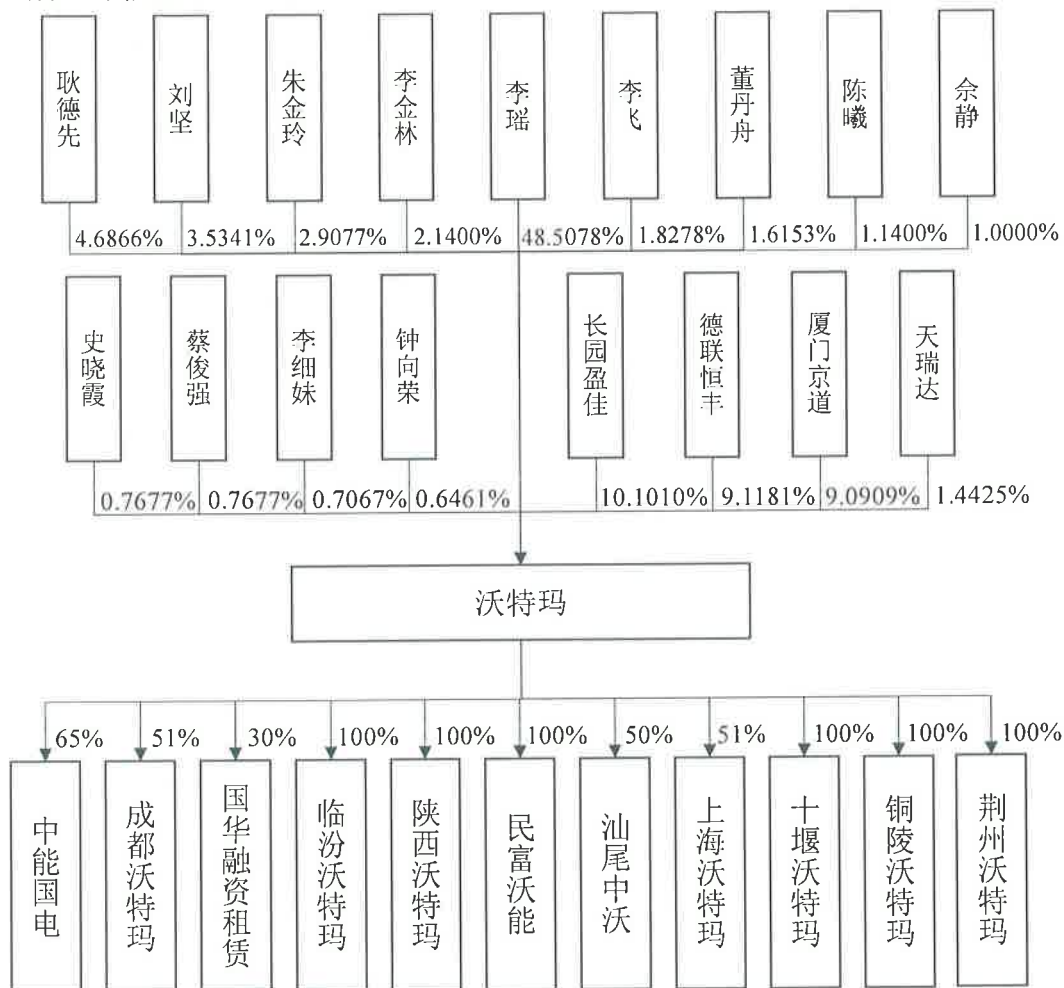 耿德先
刘坚
朱金玲
李金林
李瑶
李飞
董丹舟
陈曦
佘静
4.6866%
3.5341%
2.9077%
2.1400%
48.5078%
1.8278%
1.6153%
1.1400%
1.0000%
史晓霞
蔡俊强
李细妹
钟向荣
长园盈佳
德联恒丰
厦门京道
天瑞达
0.7677%
0.7677%
0.7067%
0.6461%
10.1010%
9.1181%
9.0909%
1.4425%
沃特玛
65%
51%
30%
100%
100%
100%
50%
51%
100%
100%
100%
中能国电
成都沃特玛
国华融资租赁
临汾沃特玛
陕西沃特玛
民富沃能
汕尾中沃
上海沃特玛
十堰沃特玛
铜陵沃特玛
荆州沃特玛